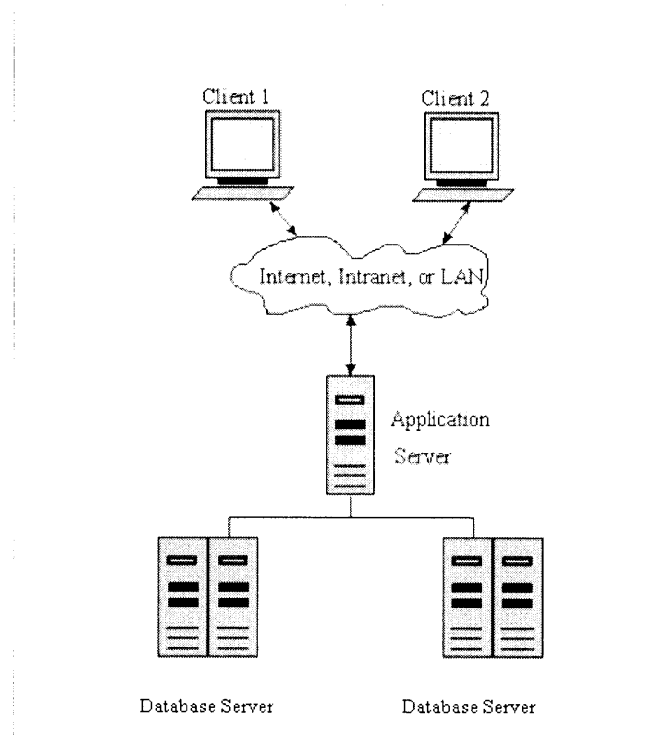 Client 1
Client 2
Internet, Intranet, or LAN
Application
Server
Database Server
Database Server